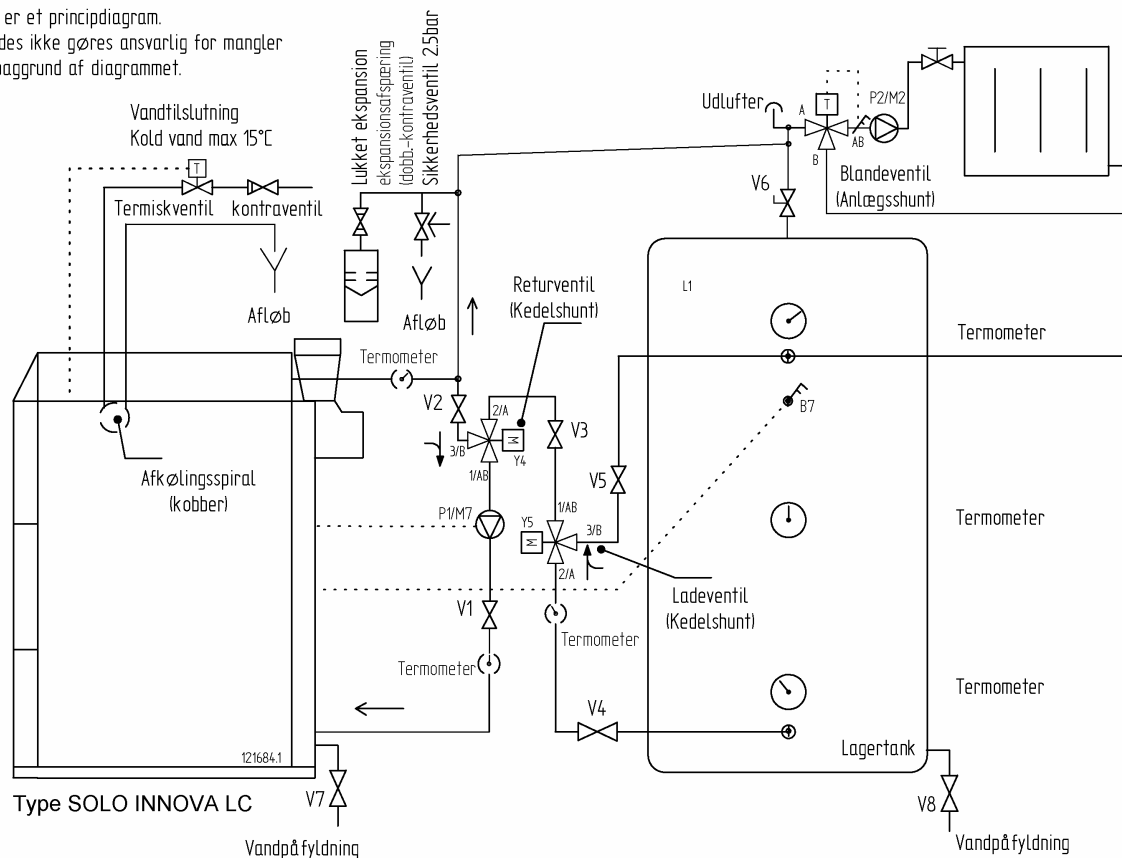 er et principdiagram.
des ikke gøres ansvarlig for mangler
baggrund af diagrammet.
Vandtilslutning
Kold vand max 15°C
T
Termiskventil
kontraventil
Afløb
Lukket ekspansion
ekspansionsafspæring
(dobb.-kontraventil)
Sikkerhedsventil 2.5bar
Afløb
Udlufter
A
T
B
AB
P2/M2
Blandeventil
(Anlægsshunt)
V6
Returventil
(Kedelshunt)
Termometer
V2
2/A
3/B
M
Y4
1/AB
V3
V5
P1/M7
1/AB
Y5
M
3/B
2/A
Ladeventil
(Kedelshunt)
V1
Termometer
Termometer
V4
Afkølingsspiral
(kobber)
121684.1
Type SOLO INNOVA LC
V7
Vandpåfyldning
L1
Termometer
B7
Termometer
Termometer
Lagertank
V8
Vandpåfyldning